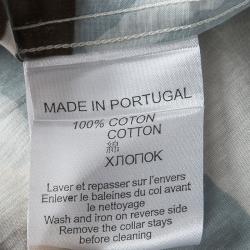 MADE IN PORTUGAL
100% COTON
COTTON
綿
ХЛОПОК
Laver et repasser sur l'envers
Enlever le baleines du col avant
le nettoyage
Wash and iron on reverse side
Remove the collar stays
before cleaning